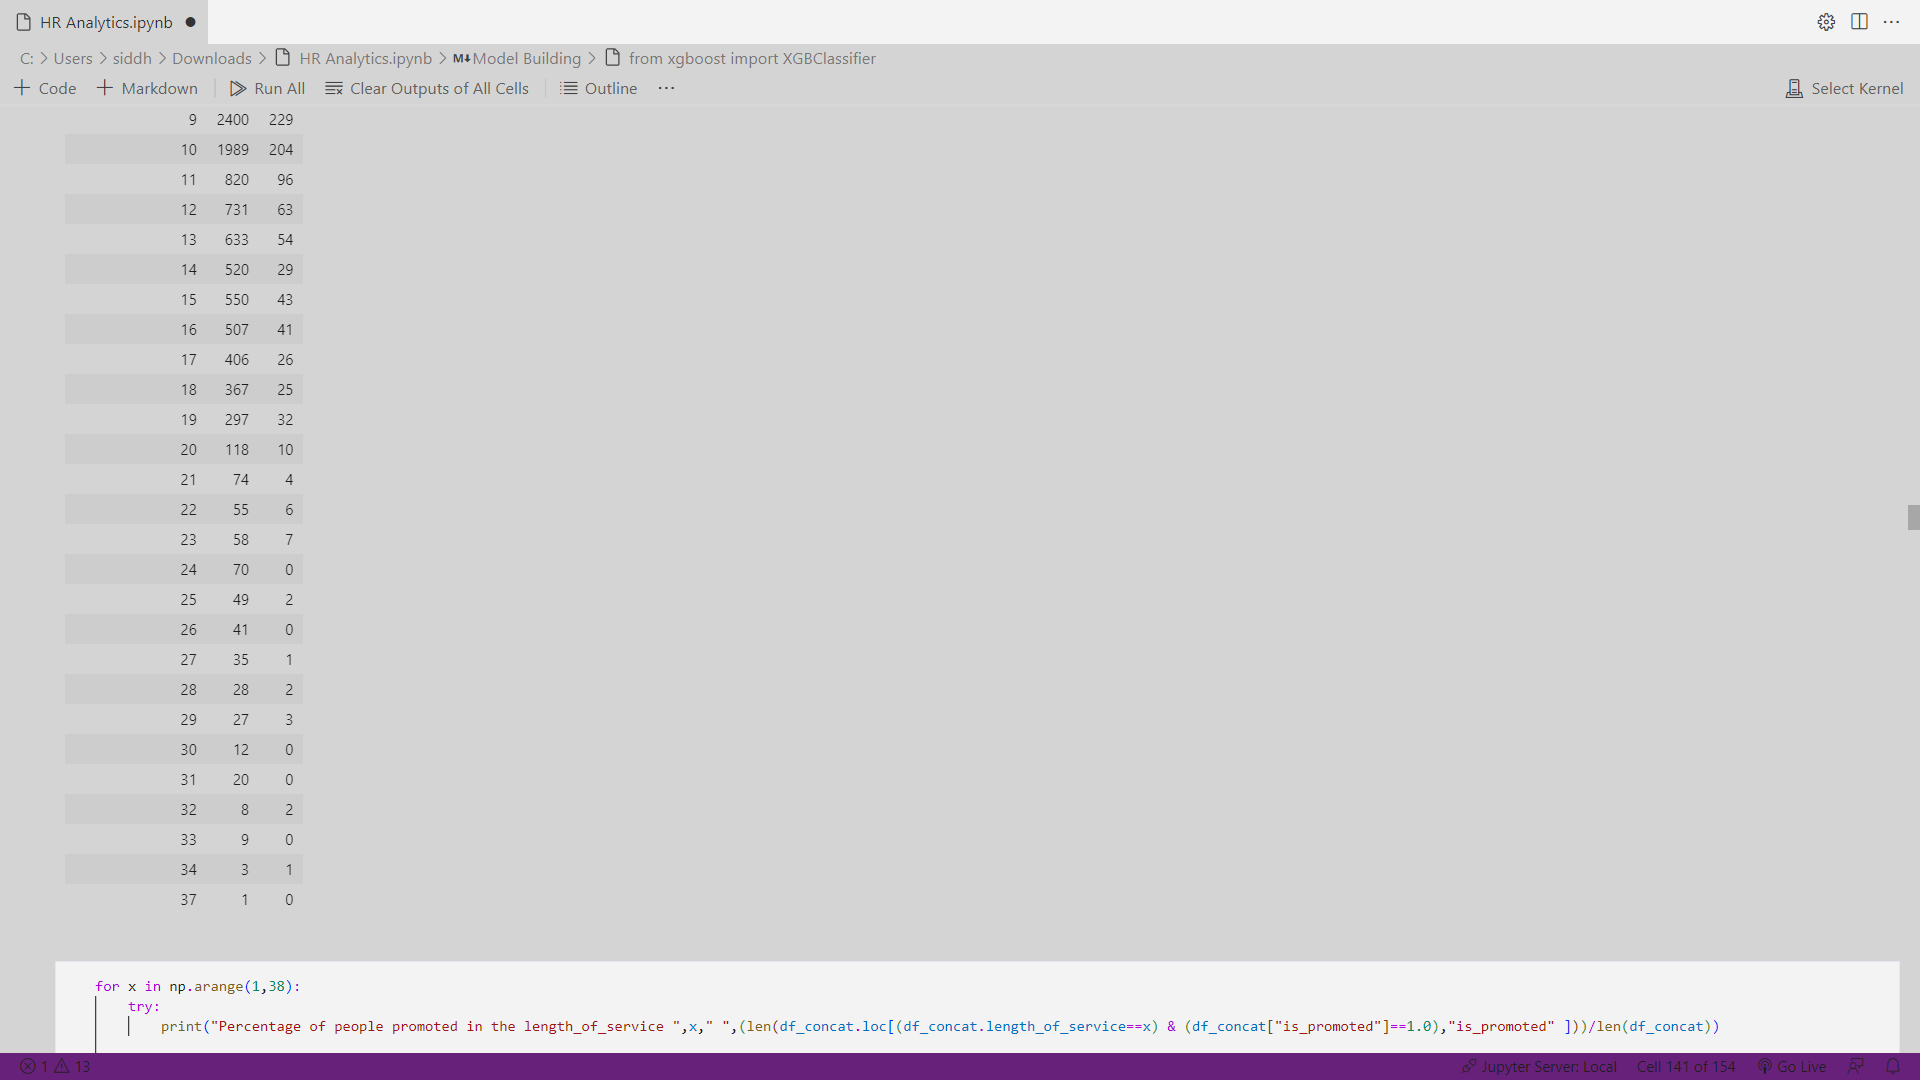 HR Analytics.ipynb
C: Users siddh Downloads HR Analytics.ipynb M Model Building from xgboost import XGBClassifier
Code Markdown Run All Clear Outputs of All Cells Outline ··· Select Kernel
9 2400 229
10 1989 204
11 820 96
12 731 63
13 633 54
14 520 29
15 550 43
16 507 41
17 406 26
18 367 25
19 297 32
20 118 10
21 74 4
22 55 6
23 58 7
24 70 0
25 49 2
26 41 0
27 35 1
28 28 2
29 27 3
30 12 0
31 20 0
32 8 2
33 9 0
34 3 1
37 1 0
for x in np.arange(1,38):
try:
print("Percentage of people promoted in the length_of_service ",x," ",(len(df_concat.loc[(df_concat.length_of_service==x) & (df_concat["is_promoted"]==1.0),"is_promoted" ]))/len(df_concat))
1 13 Jupyter Server: Local Cell 141 of 154 Go Live